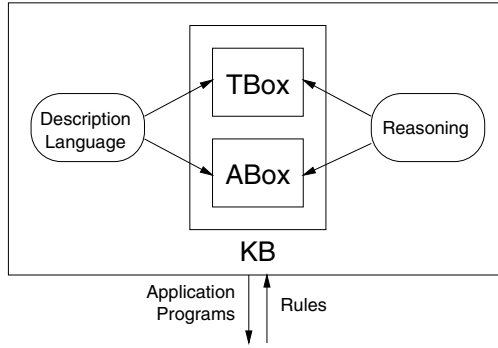 TBox
Description
Language
Reasoning
ABox
KB
Application
Programs
Rules